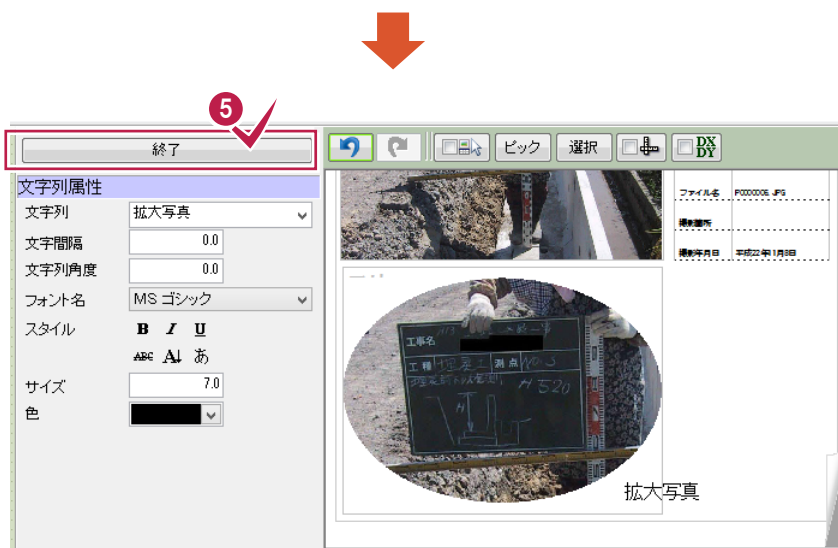 5
終了
ピック
選択
DX
DY
文字列属性
文字列
拡大写真
文字間隔
0.0
文字列角度
0.0
フォント名
MS ゴシック
スタイル
B I U
ABC A↓ あ
サイズ
7.0
色
ファイル名 P0000006.JPG
撮影箇所
撮影年月日 平成22年11月8日
工事名
工種
測点 NO.5
H 520
H
拡大写真